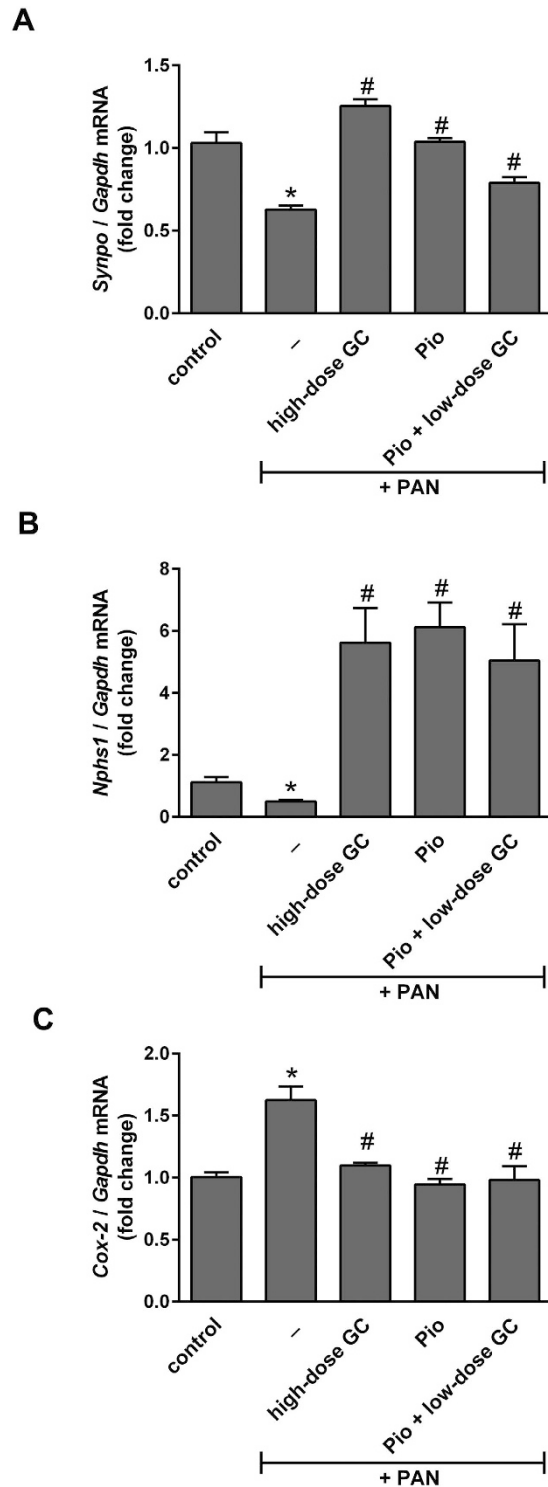 A
Synpo / Gapdh mRNA
(fold change)
1.5
1.0
0.5
0.0
*
#
#
#
control
–
high-dose GC
Pio
Pio + low-dose GC
+ PAN
B
Nphs1 / Gapdh mRNA
(fold change)
8
6
4
2
0
*
#
#
#
control
–
high-dose GC
Pio
Pio + low-dose GC
+ PAN
C
Cox-2 / Gapdh mRNA
(fold change)
2.0
1.5
1.0
0.5
0.0
*
#
#
#
control
–
high-dose GC
Pio
Pio + low-dose GC
+ PAN